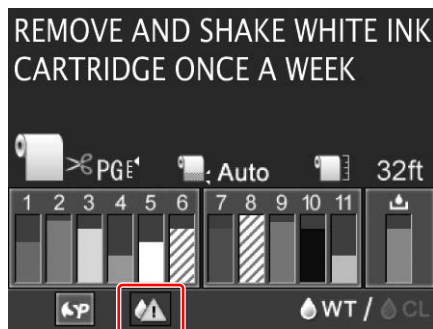 REMOVE AND SHAKE WHITE INK
CARTRIDGE ONCE A WEEK
PGE : Auto 32ft
1 2 3 4 5 6 7 8 9 10 11
P WT / CL